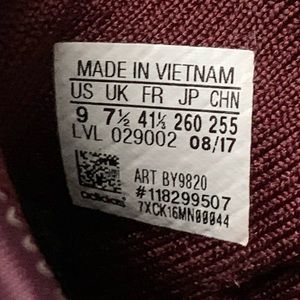 MADE IN VIETNAM
US UK FR JP CHN
9 7½ 41⅓ 260 255
LVL 029002 08/17
ART BY9820
#118299507
7XCK16MN00044
adidas